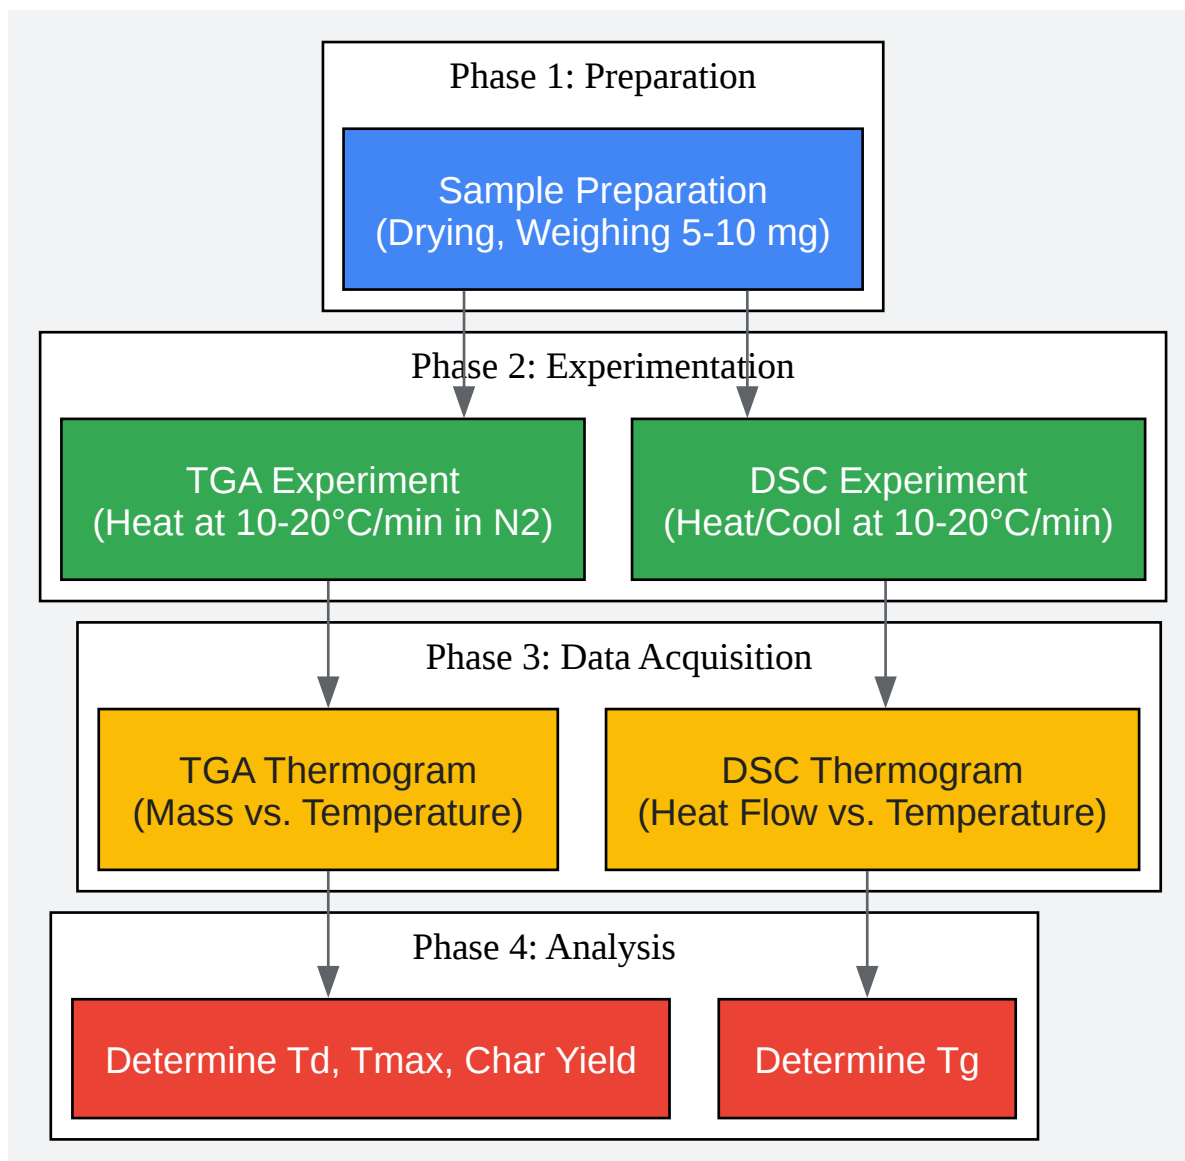 Phase 1: Preparation
Sample Preparation
(Drying, Weighing 5-10 mg)
Phase 2: Experimentation
TGA Experiment
(Heat at 10-20°C/min in N2)
DSC Experiment
(Heat/Cool at 10-20°C/min)
Phase 3: Data Acquisition
TGA Thermogram
(Mass vs. Temperature)
DSC Thermogram
(Heat Flow vs. Temperature)
Phase 4: Analysis
Determine Td, Tmax, Char Yield
Determine Tg